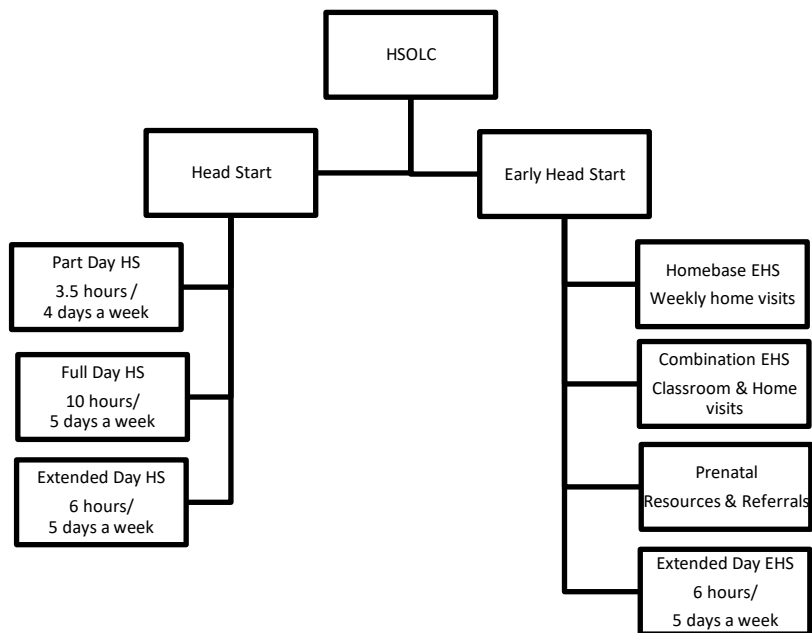 HSOLC
Head Start
Early Head Start
Part Day HS
3.5 hours /
4 days a week
Full Day HS
10 hours/
5 days a week
Extended Day HS
6 hours/
5 days a week
Homebase EHS
Weekly home visits
Combination EHS
Classroom & Home
visits
Prenatal
Resources & Referrals
Extended Day EHS
6 hours/
5 days a week